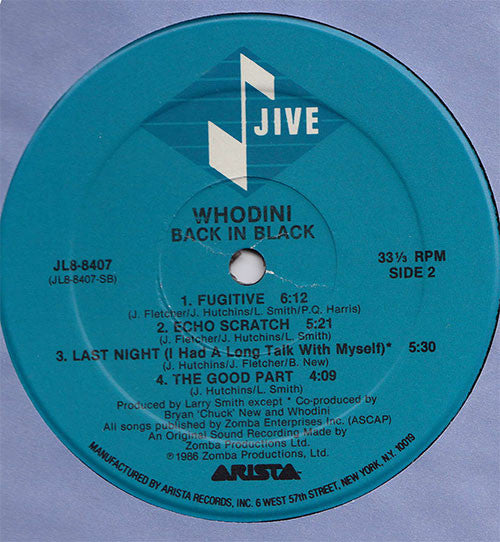 JIVE
WHODINI
BACK IN BLACK
JL8-8407
(JL8-8407-SB)
33⅓ RPM
SIDE 2
1. FUGITIVE 6:12
(J. Fletcher/J. Hutchins/L. Smith/P.Q. Harris)
2. ECHO SCRATCH 5:21
(J. Fletcher/J. Hutchins/L. Smith)
3. LAST NIGHT (I Had A Long Talk With Myself)* 5:30
(J. Hutchins/J. Fletcher/B. New)
4. THE GOOD PART 4:09
(J. Hutchins/L. Smith)
Produced by Larry Smith except * Co-produced by
Bryan 'Chuck' New and Whodini
All songs published by Zomba Enterprises Inc. (ASCAP)
An Original Sound Recording Made by
Zomba Productions, Ltd.
℗1986 Zomba Productions, Ltd.
ARISTA
MANUFACTURED BY ARISTA RECORDS, INC. 6 WEST 57th STREET, NEW YORK, N.Y. 10019